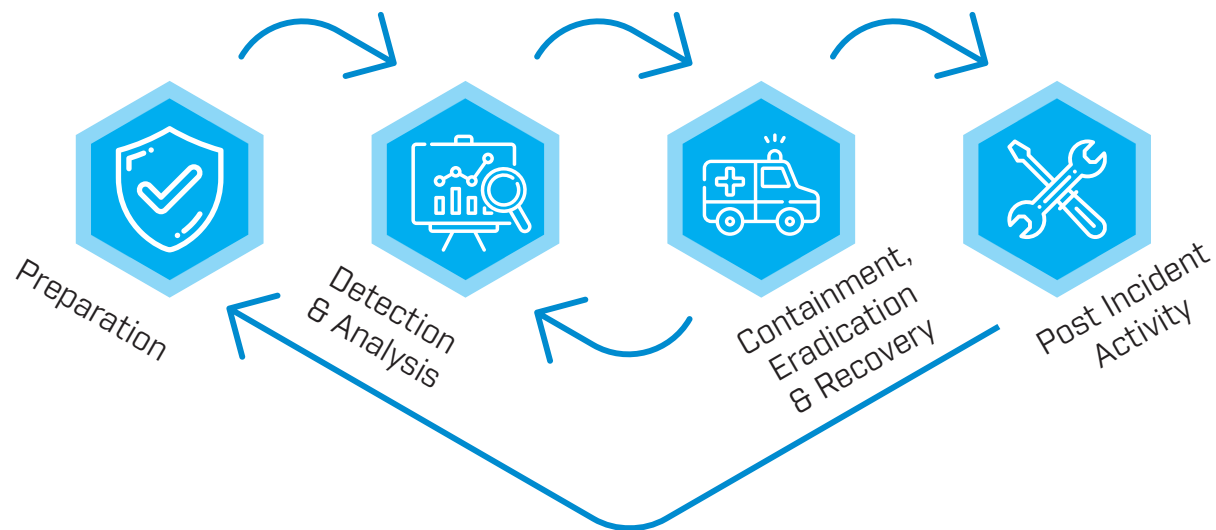 Preparation
Detection
& Analysis
Containment,
Eradication
& Recovery
Post Incident
Activity